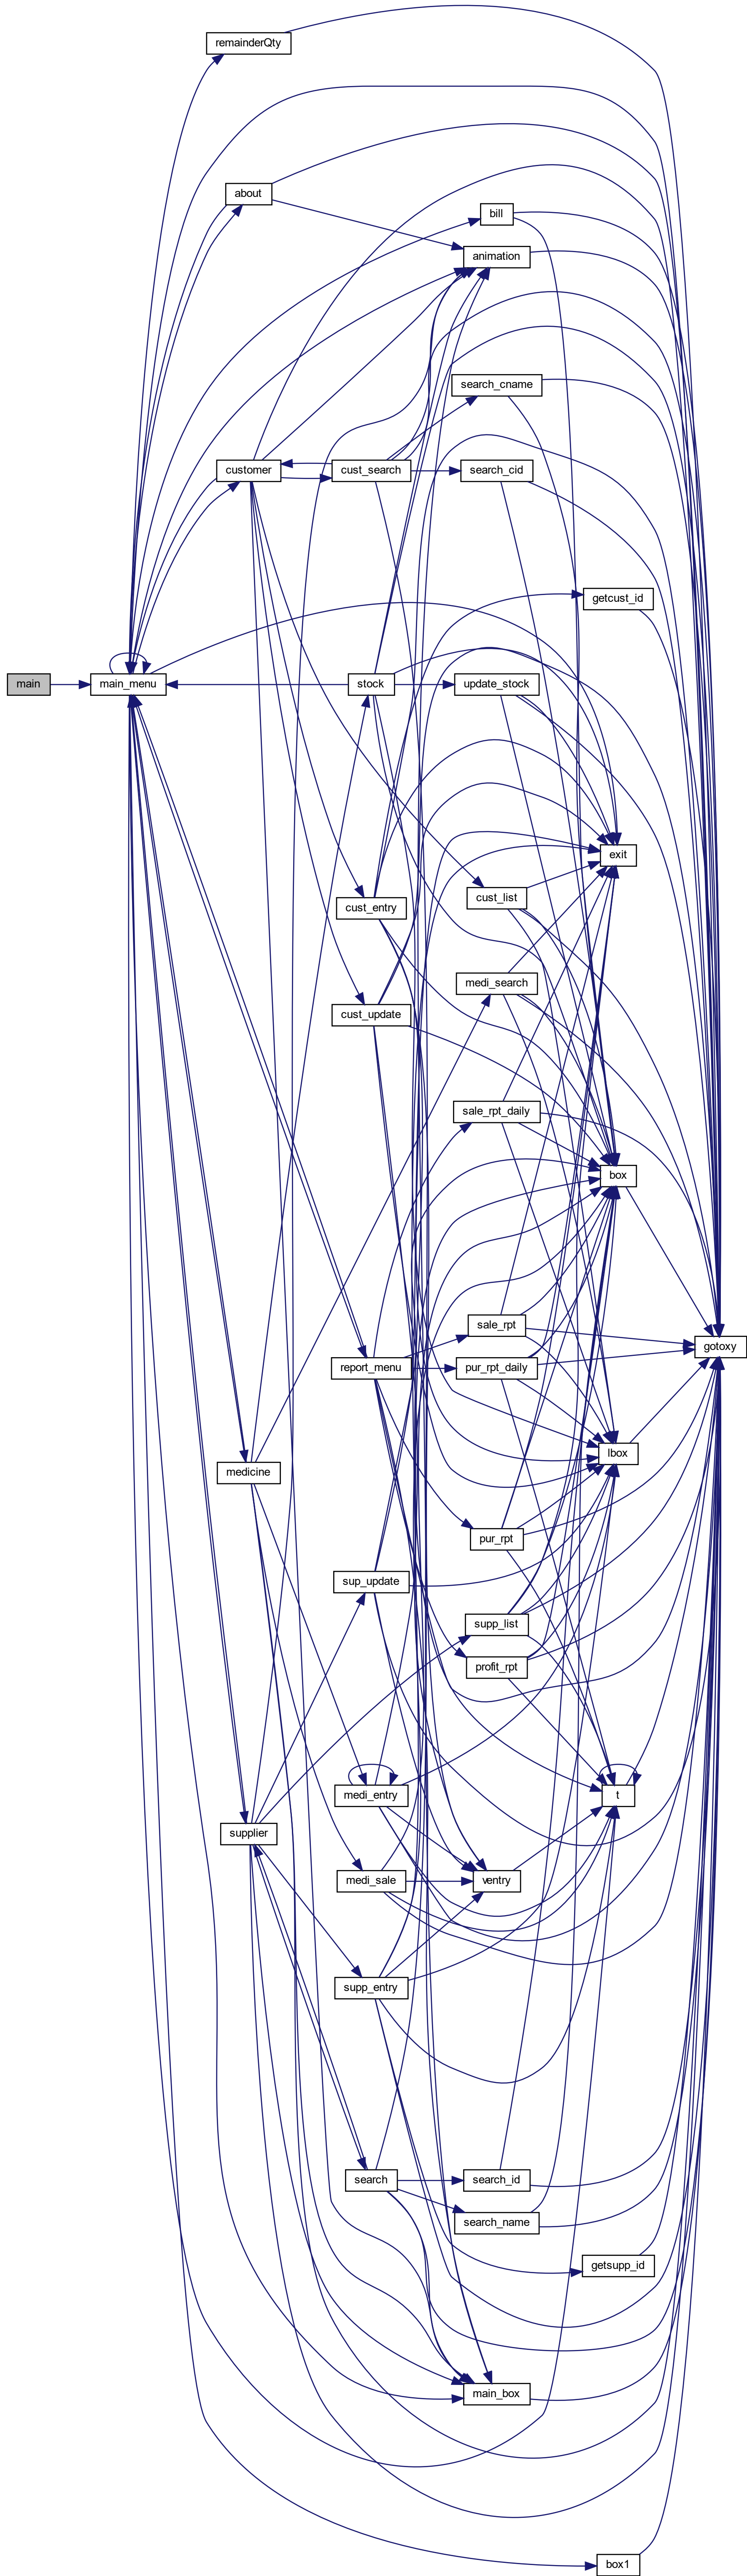 remainderQty
about
bill
animation
search_cname
customer
cust_search
search_cid
getcust_id
main
main_menu
stock
update_stock
exit
cust_list
cust_entry
medi_search
cust_update
sale_rpt_daily
box
sale_rpt
gotoxy
report_menu
pur_rpt_daily
lbox
medicine
pur_rpt
sup_update
supp_list
profit_rpt
medi_entry
t
supplier
medi_sale
ventry
supp_entry
search
search_id
search_name
getsupp_id
main_box
box1